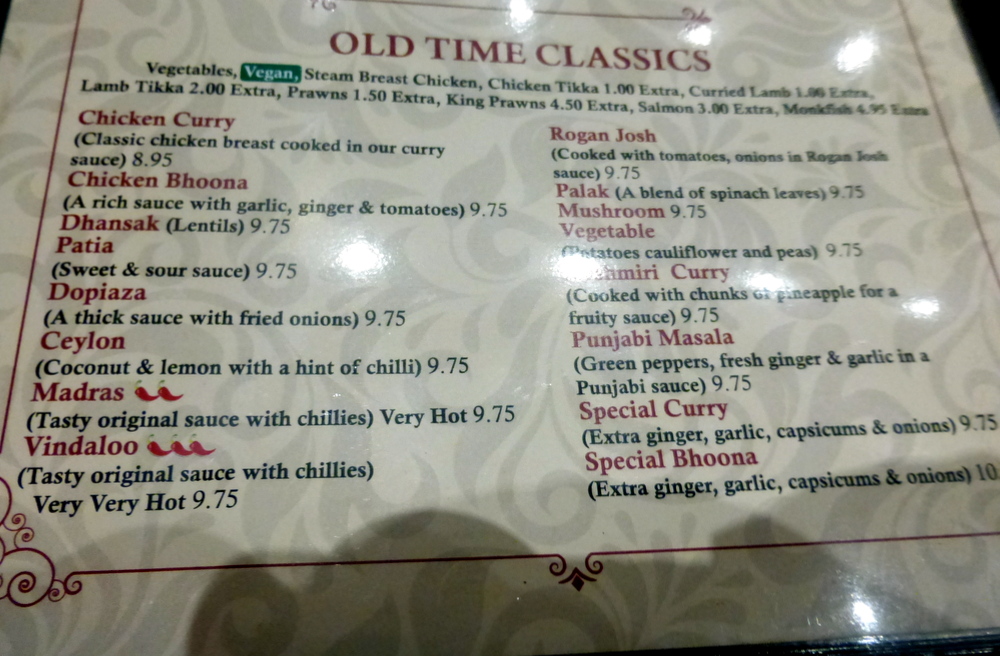 OLD TIME CLASSICS
Vegetables, Vegan, Steam Breast Chicken, Chicken Tikka 1.00 Extra, Curried Lamb 1.00 Extra,
Lamb Tikka 2.00 Extra, Prawns 1.50 Extra, King Prawns 4.50 Extra, Salmon 3.00 Extra, Monkfish 4.95 Extra
Chicken Curry
(Classic chicken breast cooked in our curry
sauce) 8.95
Chicken Bhoona
(A rich sauce with garlic, ginger & tomatoes) 9.75
Dhansak (Lentils) 9.75
Patia
(Sweet & sour sauce) 9.75
Dopiaza
(A thick sauce with fried onions) 9.75
Ceylon
(Coconut & lemon with a hint of chilli) 9.75
Madras
(Tasty original sauce with chillies) Very Hot 9.75
Vindaloo
(Tasty original sauce with chillies)
Very Very Hot 9.75
Rogan Josh
(Cooked with tomatoes, onions in Rogan Josh
sauce) 9.75
Palak (A blend of spinach leaves) 9.75
Mushroom 9.75
Vegetable
(Potatoes cauliflower and peas) 9.75
Curry
(Cooked with chunks of pineapple for a
fruity sauce) 9.75
Punjabi Masala
(Green peppers, fresh ginger & garlic in a
Punjabi sauce) 9.75
Special Curry
(Extra ginger, garlic, capsicums & onions) 9.75
Special Bhoona
(Extra ginger, garlic, capsicums & onions) 10